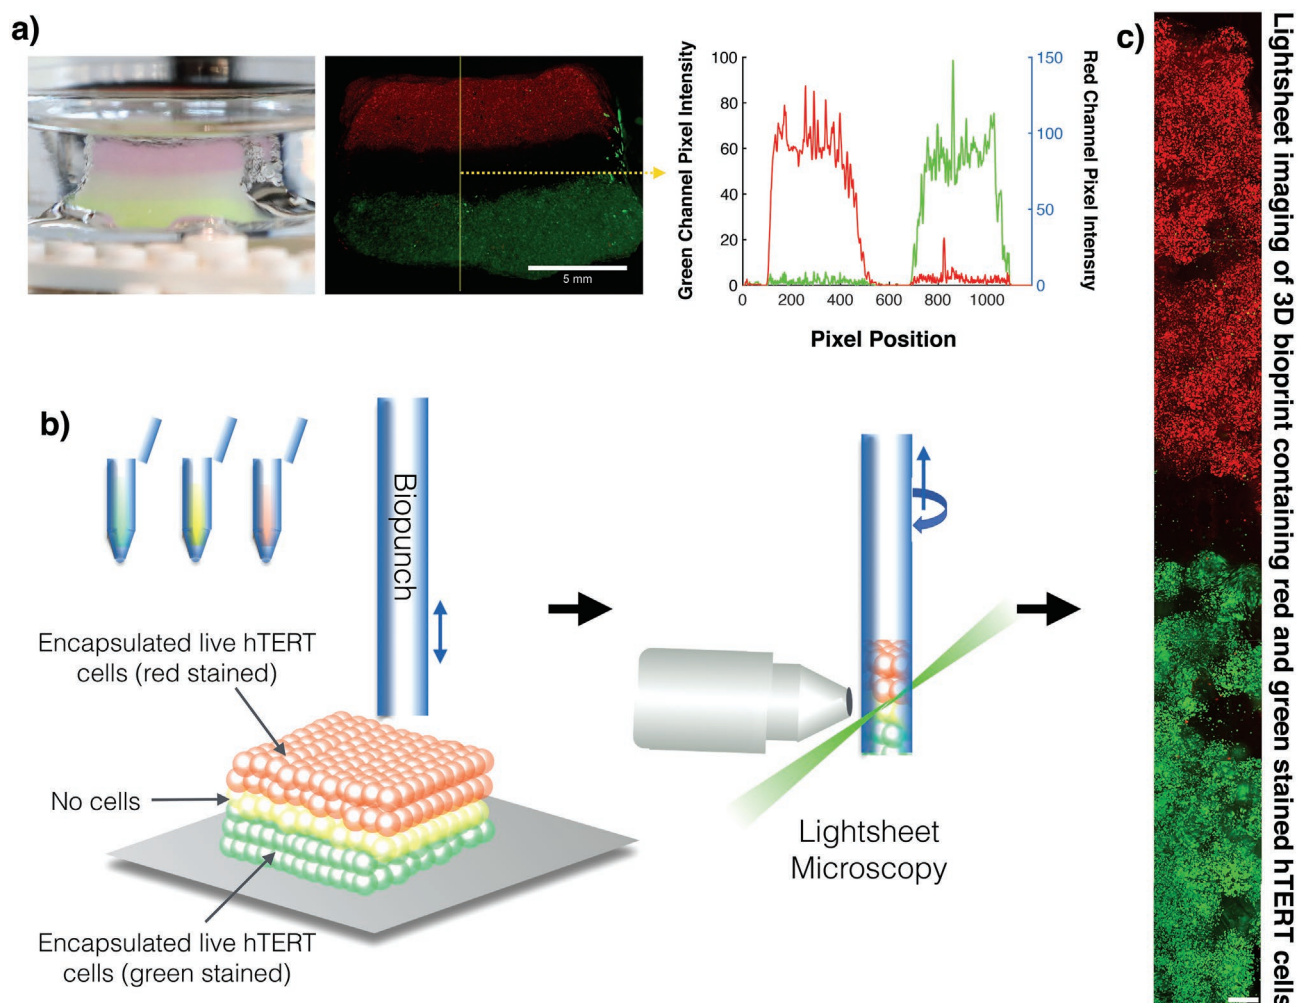 a)
5 mm
Green Channel Pixel Intensity
100
80
60
40
20
0
0
200
400
600
800
1000
Pixel Position
150
100
50
0
Red Channel Pixel Intensity
b)
Biopunch
Encapsulated live hTERT
cells (red stained)
No cells
Encapsulated live hTERT
cells (green stained)
Lightsheet
Microscopy
c)
Lightsheet imaging of 3D bioprint containing red and green stained hTERT cells